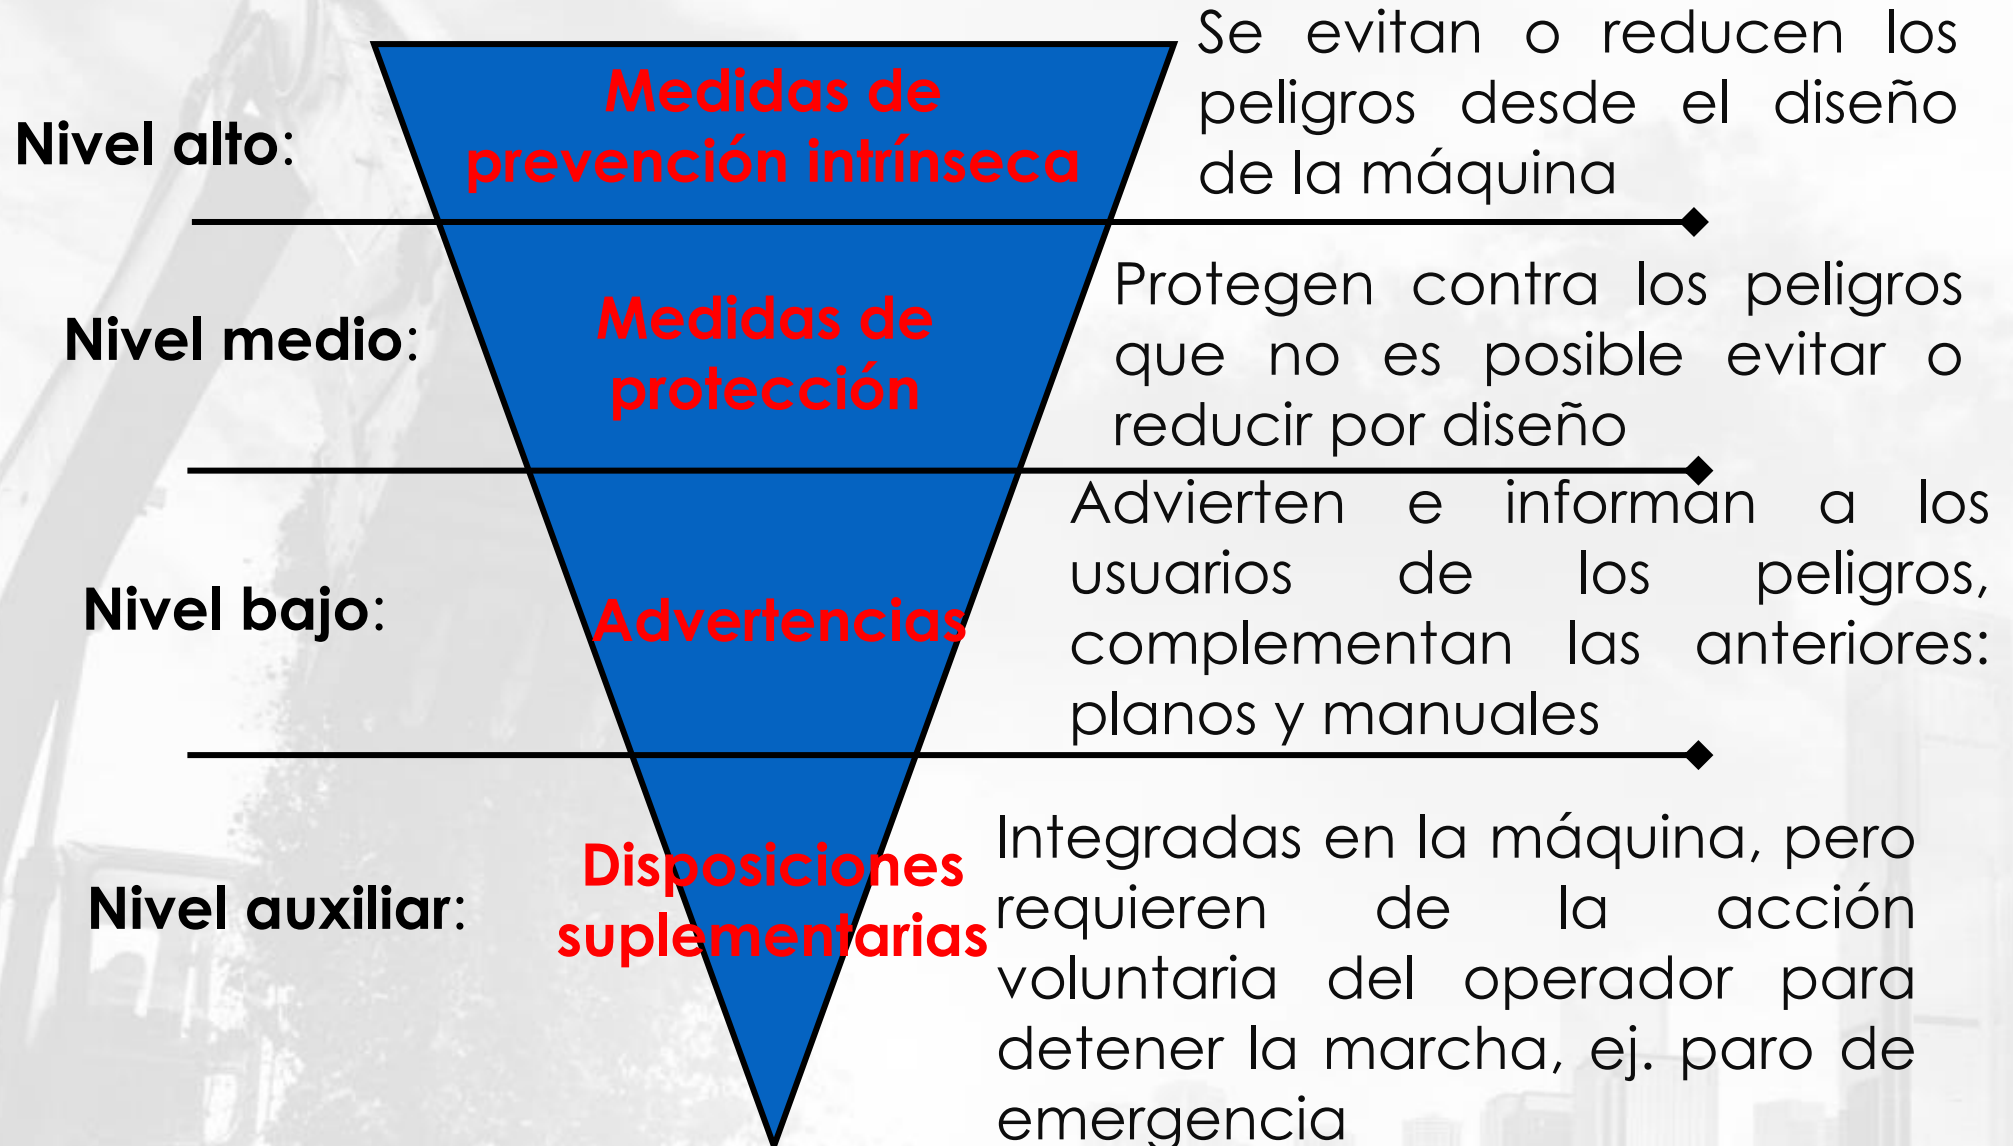 Nivel alto:
Medidas de
prevención intrínseca
Se evitan o reducen los
peligros desde el diseño
de la máquina
Nivel medio:
Medidas de
protección
Protegen contra los peligros
que no es posible evitar o
reducir por diseño
Nivel bajo:
Advertencias
Advierten e informan a los
usuarios de los peligros,
complementan las anteriores:
planos y manuales
Nivel auxiliar:
Disposiciones
suplementarias
Integradas en la máquina, pero
requieren de la acción
voluntaria del operador para
detener la marcha, ej. paro de
emergencia